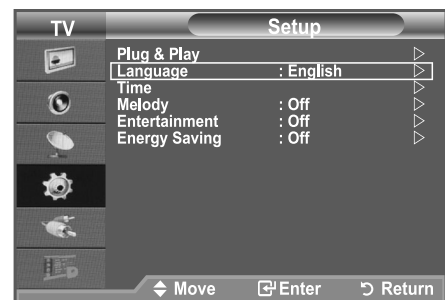 TV Setup
Plug & Play
Language : English
Time
Melody : Off
Entertainment : Off
Energy Saving : Off
Move Enter Return